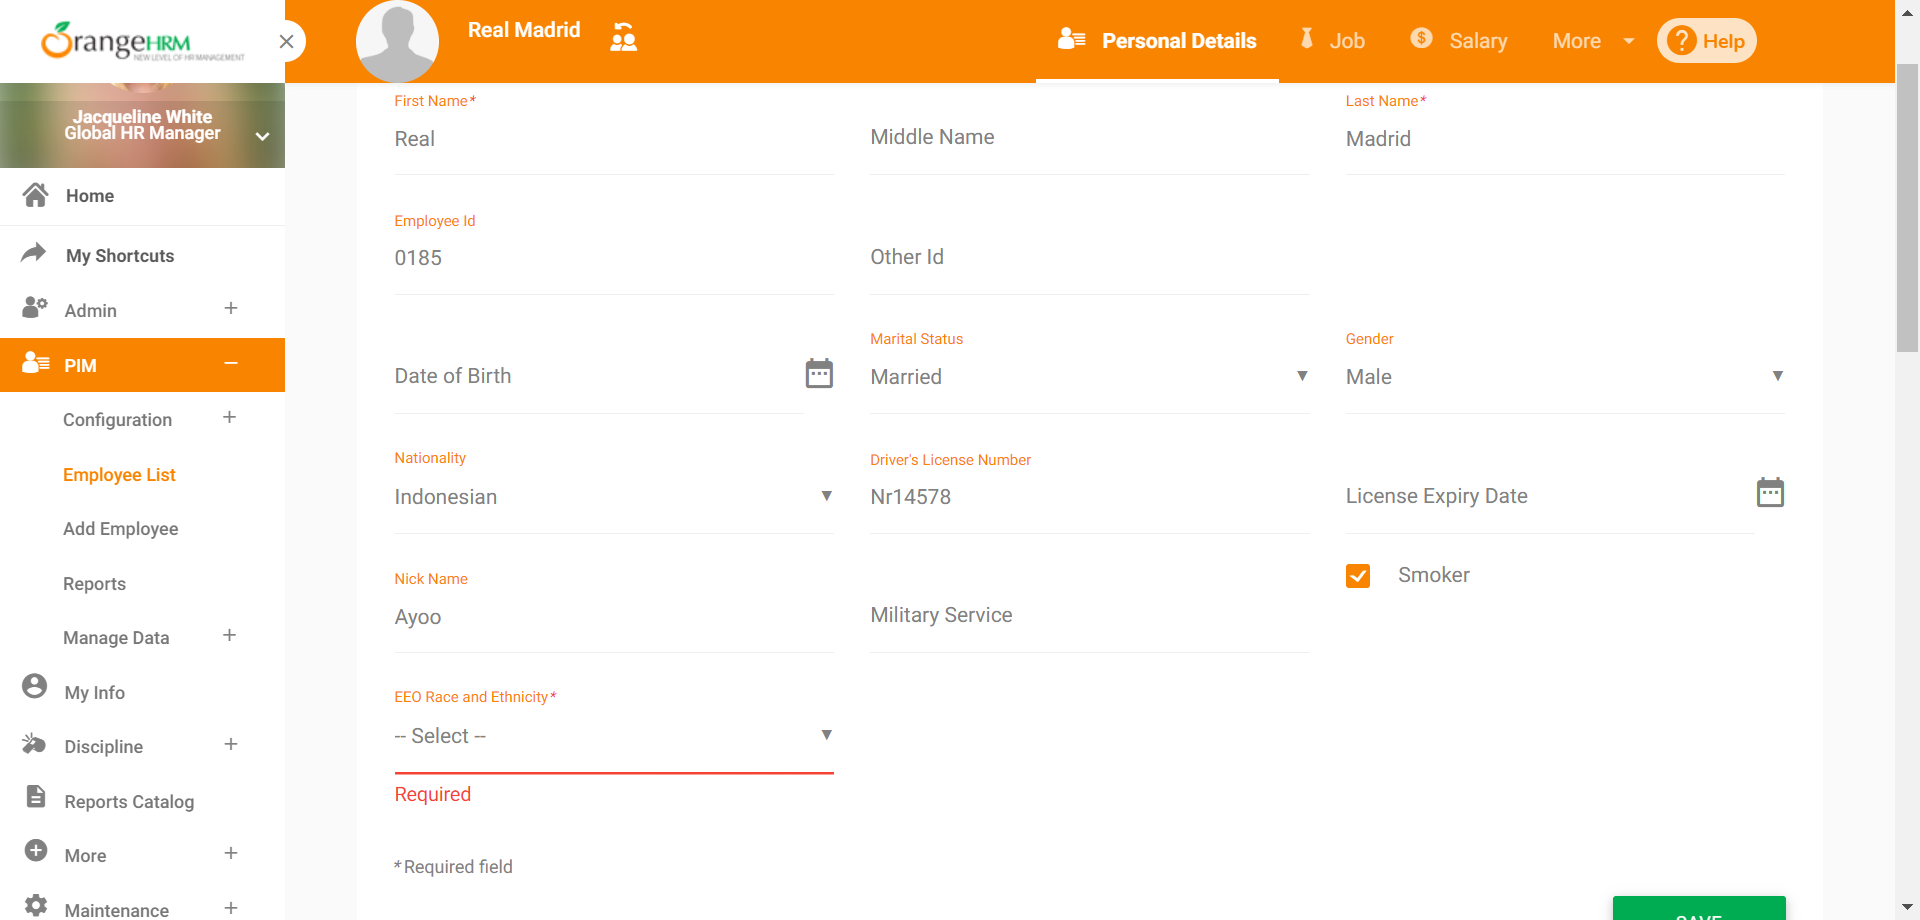 OrangeHRM
NEW LEVEL OF HR MANAGEMENT
Real Madrid
Personal Details
Job
Salary
More
? Help
Jacqueline White
Global HR Manager
Home
My Shortcuts
Admin
PIM
Configuration
Employee List
Add Employee
Reports
Manage Data
My Info
Discipline
Reports Catalog
More
Maintenance
First Name*
Real
Middle Name
Last Name*
Madrid
Employee Id
0185
Other Id
Date of Birth
Marital Status
Married
Gender
Male
Nationality
Indonesian
Driver's License Number
Nr14578
License Expiry Date
Nick Name
Ayoo
Military Service
Smoker
EEO Race and Ethnicity*
-- Select --
Required
* Required field
SAVE